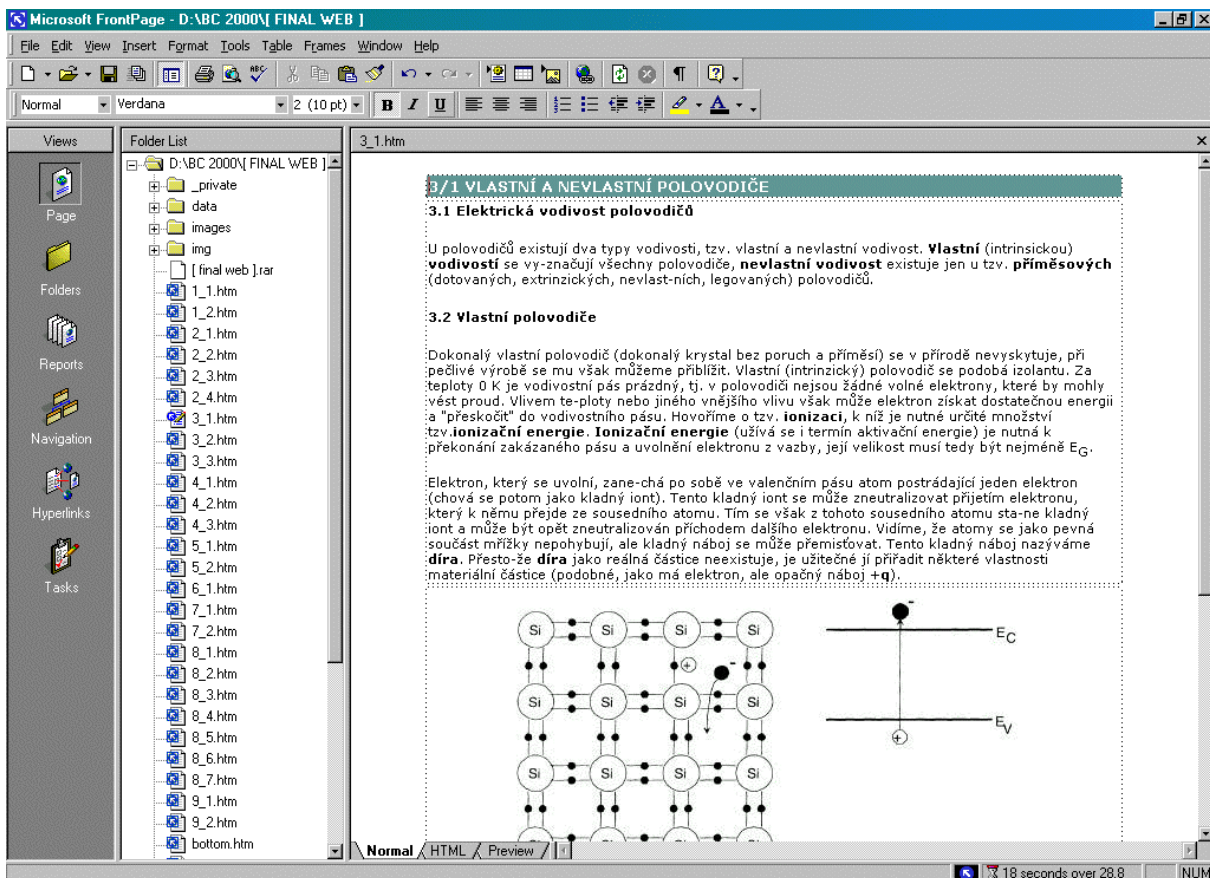 Microsoft FrontPage - D:\BC 2000\[ FINAL WEB ]
File Edit View Insert Format Tools Table Frames Window Help
Normal Verdana 2 (10 pt) B I U
Views
Page
Folders
Reports
Navigation
Hyperlinks
Tasks
Folder List
D:\BC 2000\[ FINAL WEB ]
_private
data
images
img
[ final web ].rar
1_1.htm
1_2.htm
2_1.htm
2_2.htm
2_3.htm
2_4.htm
3_1.htm
3_2.htm
3_3.htm
4_1.htm
4_2.htm
4_3.htm
5_1.htm
5_2.htm
6_1.htm
7_1.htm
7_2.htm
8_1.htm
8_2.htm
8_3.htm
8_4.htm
8_5.htm
8_6.htm
8_7.htm
9_1.htm
9_2.htm
bottom.htm
3_1.htm
3/1 VLASTNÍ A NEVLASTNÍ POLOVODIČE
3.1 Elektrická vodivost polovodičů
U polovodičů existují dva typy vodivosti, tzv. vlastní a nevlastní vodivost. Vlastní (intrinsickou)
vodivostí se vy-značují všechny polovodiče, nevlastní vodivost existuje jen u tzv. příměsových
(dotovaných, extrinzických, nevlast-ních, legovaných) polovodičů.
3.2 Vlastní polovodiče
Dokonalý vlastní polovodič (dokonalý krystal bez poruch a příměsí) se v přírodě nevyskytuje, při
pečlivé výrobě se mu však můžeme přiblížit. Vlastní (intrinzický) polovodič se podobá izolantu. Za
teploty 0 K je vodivostní pás prázdný, tj. v polovodiči nejsou žádné volné elektrony, které by mohly
vést proud. Vlivem te-ploty nebo jiného vnějšího vlivu však může elektron získat dostatečnou energii
a "přeskočit" do vodivostního pásu. Hovoříme o tzv. ionizaci, k níž je nutné určité množství
tzv.ionizační energie. Ionizační energie (užívá se i termín aktivační energie) je nutná k
překonání zakázaného pásu a uvolnění elektronu z vazby, její velikost musí tedy být nejméně EG.
Elektron, který se uvolní, zane-chá po sobě ve valenčním pásu atom postrádající jeden elektron
(chová se potom jako kladný iont). Tento kladný iont se může zneutralizovat přijetím elektronu,
který k němu přejde ze sousedního atomu. Tím se však z tohoto sousedního atomu sta-ne kladný
iont a může být opět zneutralizován příchodem dalšího elektronu. Vidíme, že atomy se jako pevná
součást mřížky nepohybují, ale kladný náboj se může přemisťovat. Tento kladný náboj nazýváme
díra. Přesto-že díra jako reálná částice neexistuje, je užitečné jí přiřadit některé vlastnosti
materiální částice (podobné, jako má elektron, ale opačný náboj +q).
Si Si Si Si
+ -
Si Si Si Si
Si Si Si Si
Si Si Si Si
-
EC
EV
+
Normal HTML Preview
18 seconds over 28.8 NUM